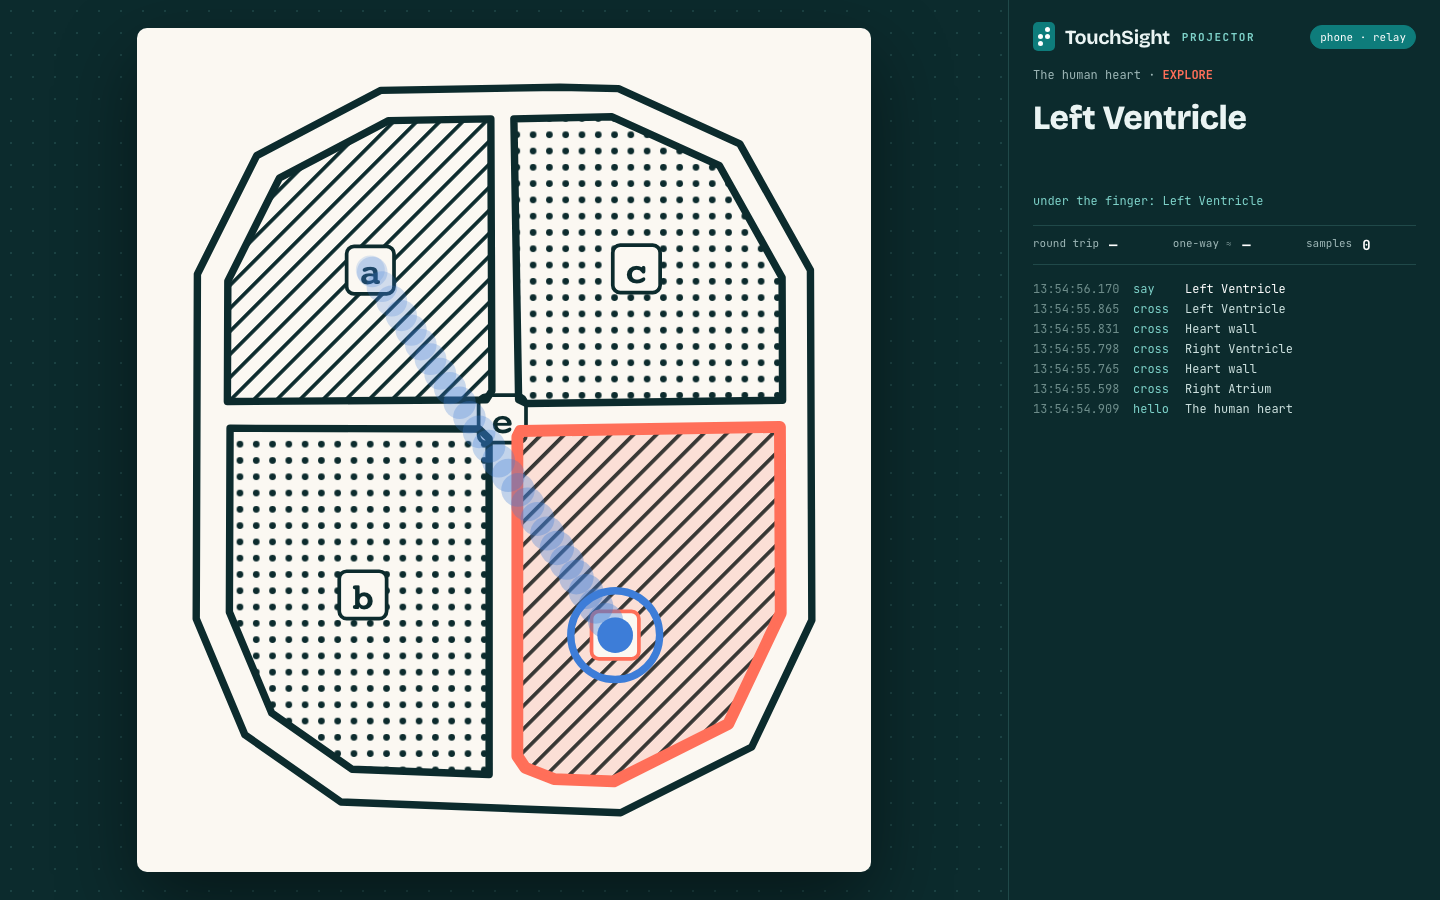 a
c
e
b
TouchSight PROJECTOR phone · relay
The human heart · EXPLORE
Left Ventricle
under the finger: Left Ventricle
round trip — one-way ≈ — samples 0
13:54:56.170 say Left Ventricle
13:54:55.865 cross Left Ventricle
13:54:55.831 cross Heart wall
13:54:55.798 cross Right Ventricle
13:54:55.765 cross Heart wall
13:54:55.598 cross Right Atrium
13:54:54.909 hello The human heart